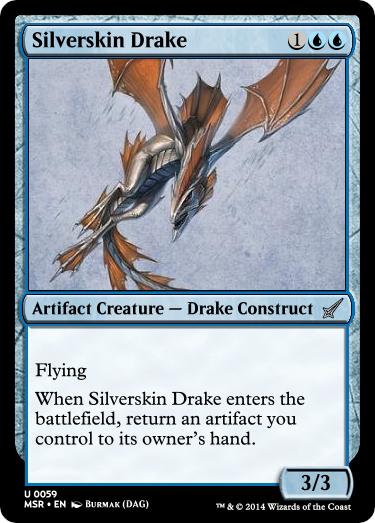 Silverskin Drake 1
Artifact Creature — Drake Construct
Flying
When Silverskin Drake enters the
battlefield, return an artifact you
control to its owner's hand.
3/3
U 0059
MSR • EN Burmak (DAG)
™ & © 2014 Wizards of the Coast